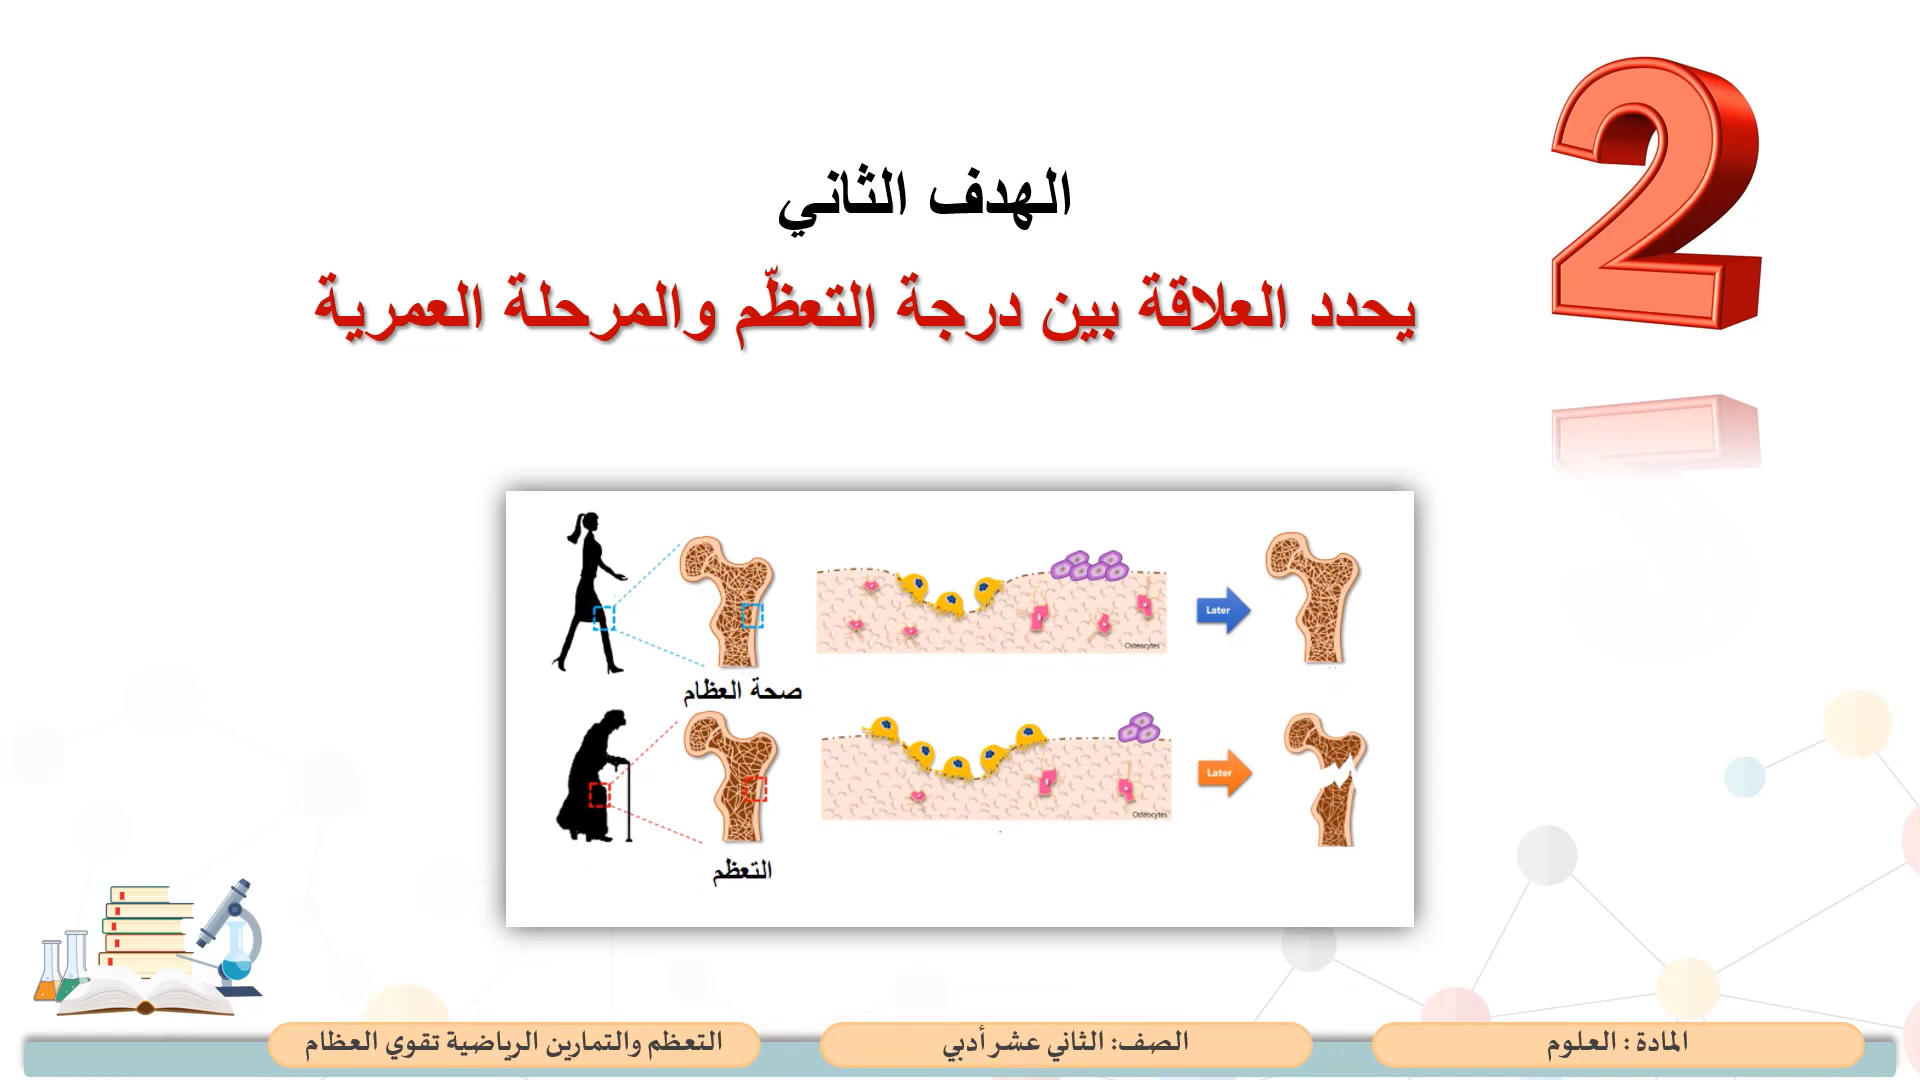 2
الهدف الثاني
يحدد العلاقة بين درجة التعظّم والمرحلة العمرية
Osteocytes
Later
صحة العظام
Osteocytes
Later
التعظم
المادة : العلوم
الصف: الثاني عشر أدبي
التعظم والتمارين الرياضية تقوي العظام